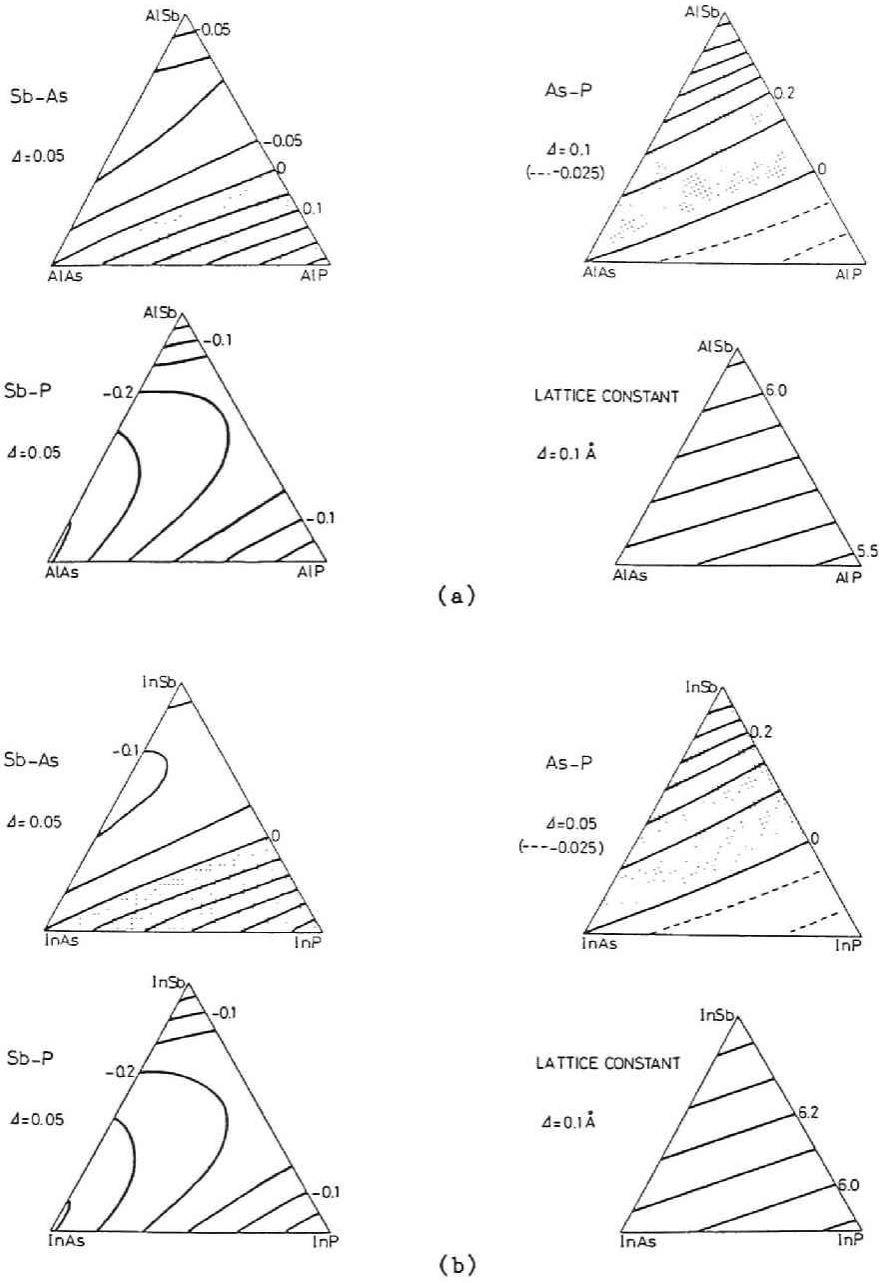 AlSb
0.05
Sb-As
Δ=0.05
-0.05
0
0.1
AlAs
AlP
AlSb
As-P
0.2
Δ=0.1
(---0.025)
0
AlAs
AlP
AlSb
-0.1
Sb-P
-0.2
Δ=0.05
-0.1
AlAs
AlP
AlSb
LATTICE CONSTANT
6.0
Δ=0.1 Å
5.5
AlAs
AlP
(a)
InSb
Sb-As
-0.1
Δ=0.05
0
InAs
InP
InSb
0.2
As-P
Δ=0.05
(---0.025)
0
InAs
InP
InSb
-0.1
Sb-P
-0.2
Δ=0.05
-0.1
InAs
InP
InSb
LATTICE CONSTANT
6.2
Δ=0.1Å
6.0
InAs
InP
(b)